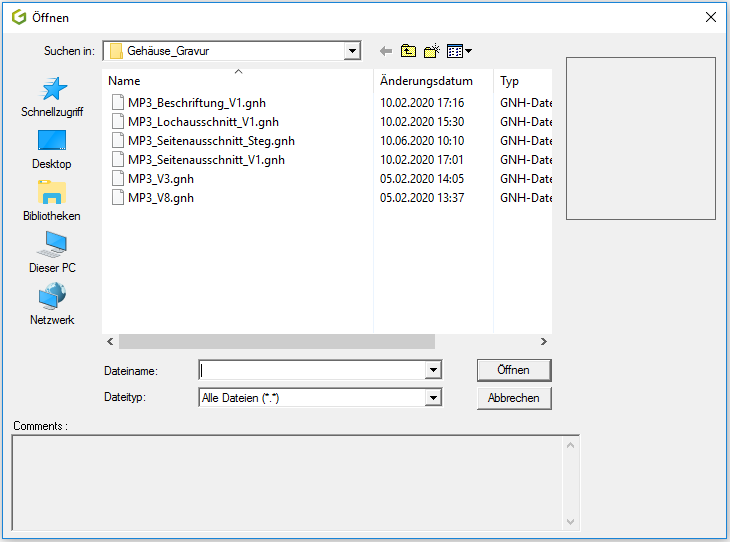 Öffnen
Suchen in: Gehäuse_Gravur
Name Änderungsdatum Typ
MP3_Beschriftung_V1.gnh 10.02.2020 17:16 GNH-Date
MP3_Lochausschnitt_V1.gnh 10.02.2020 15:30 GNH-Date
MP3_Seitenausschnitt_Steg.gnh 10.06.2020 10:10 GNH-Date
MP3_Seitenausschnitt_V1.gnh 10.02.2020 17:01 GNH-Date
MP3_V3.gnh 05.02.2020 14:05 GNH-Date
MP3_V8.gnh 05.02.2020 13:37 GNH-Date
Schnellzugriff
Desktop
Bibliotheken
Dieser PC
Netzwerk
Dateiname: Öffnen
Dateityp: Alle Dateien (*.*) Abbrechen
Comments :